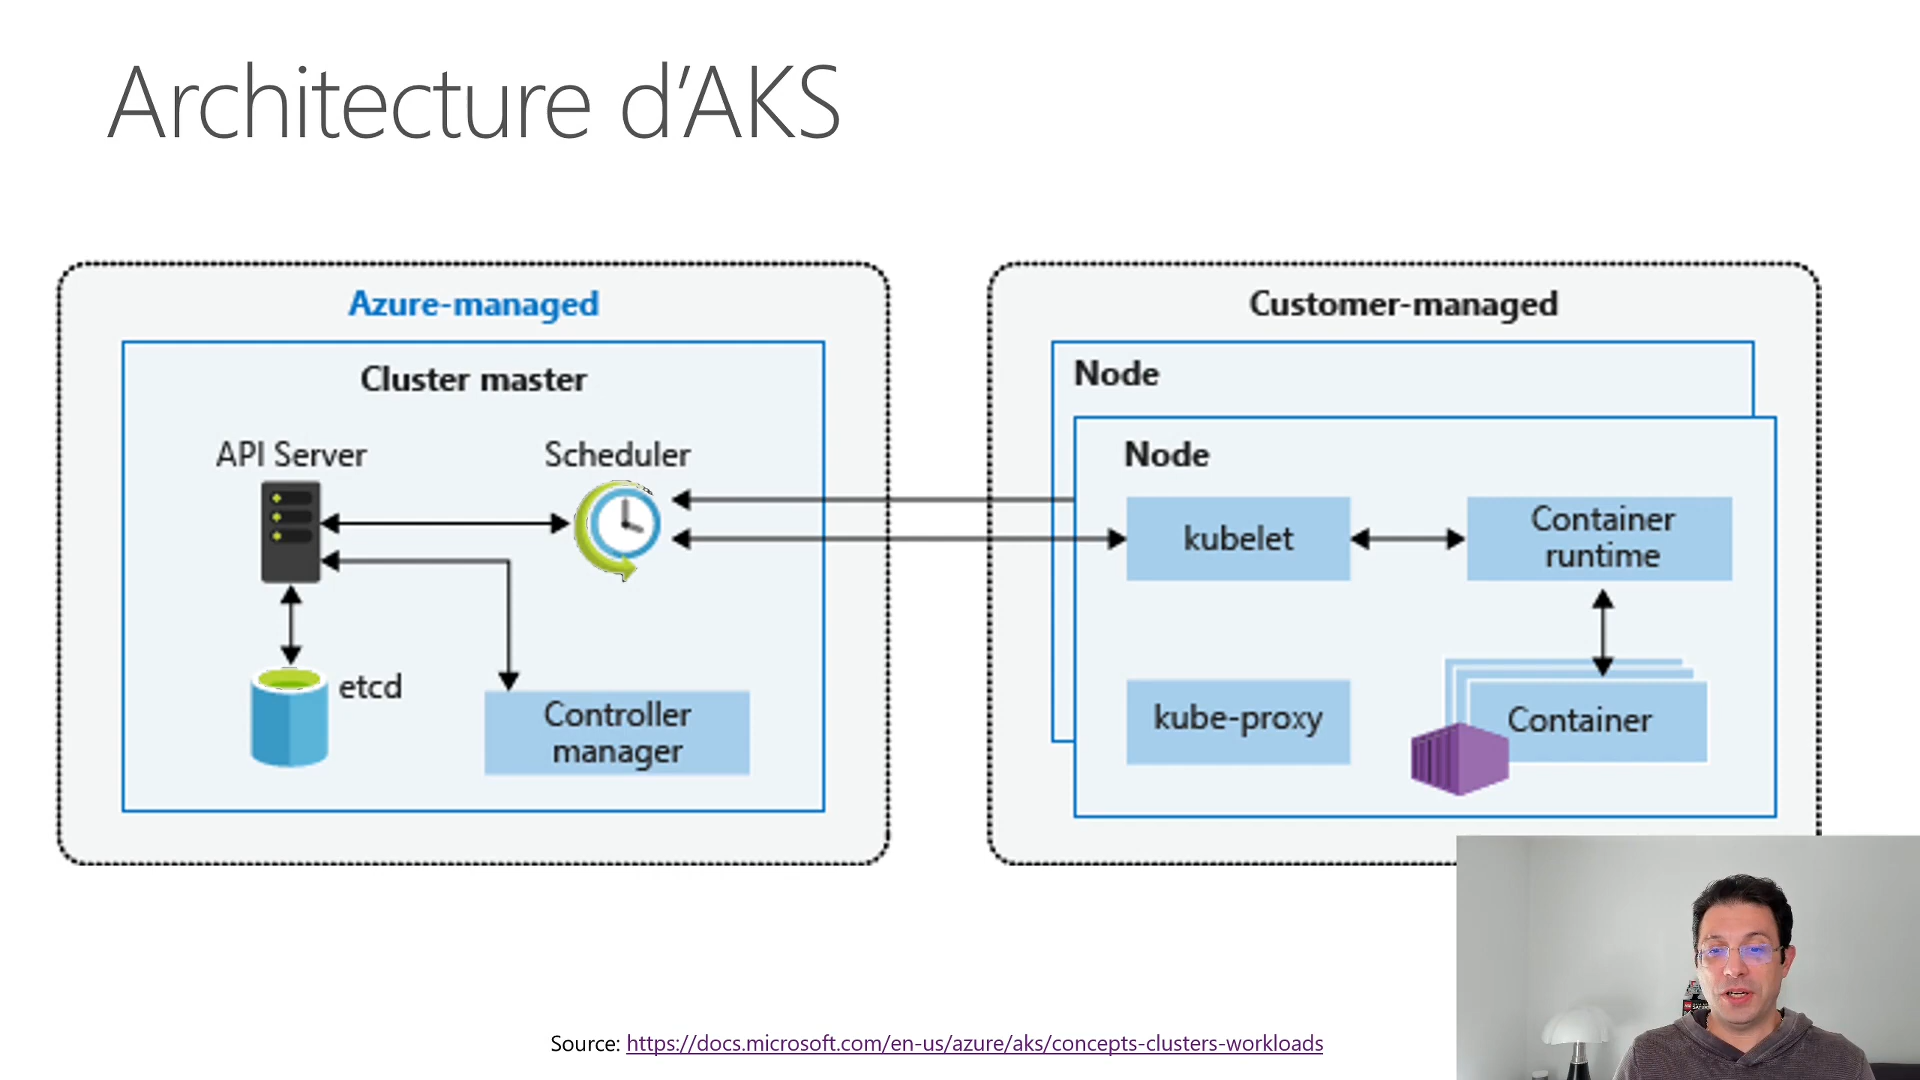 Architecture d'AKS
Azure-managed
Cluster master
API Server
Scheduler
etcd
Controller
manager
Customer-managed
Node
Node
kubelet
Container
runtime
kube-proxy
Container
Source: https://docs.microsoft.com/en-us/azure/aks/concepts-clusters-workloads